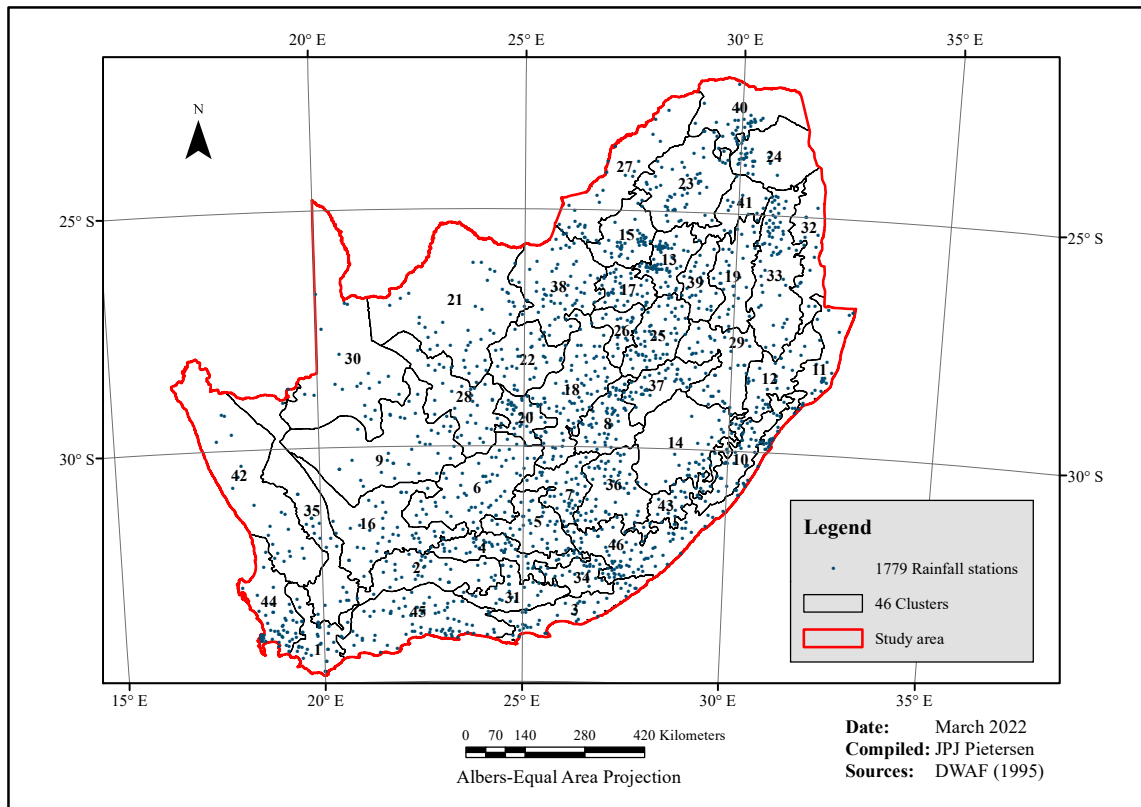 20° E 25° E 30° E 35° E
N
40
27 24
23
41
25° S 25° S
15 32
13
33
38 17 39 19
21
26 25
29
30 22
12 11
28 18 37
20 8
14
30° S 9 10 30° S
42 6 7 36
35 16 5 43
46
4
2 34
31
44 45 3
1
Legend
1779 Rainfall stations
46 Clusters
Study area
15° E 20° E 25° E 30° E 35° E
0 70 140 280 420 Kilometers
Albers-Equal Area Projection
Date: March 2022
Compiled: JPJ Pietersen
Sources: DWAF (1995)